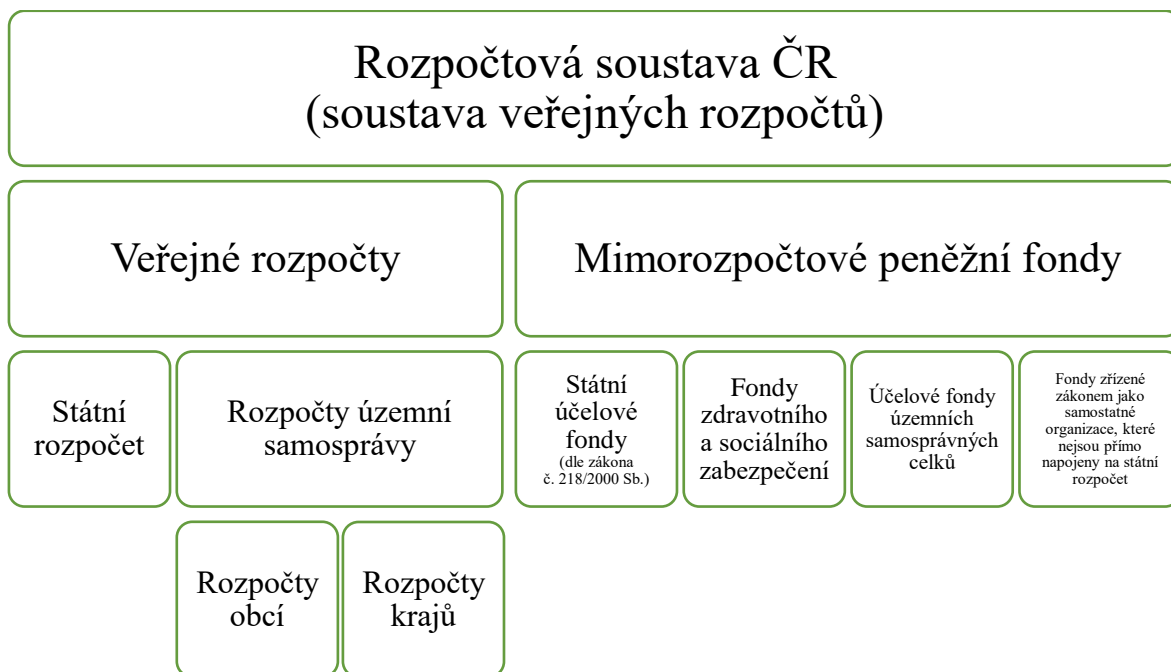 Rozpočtová soustava ČR
(soustava veřejných rozpočtů)
Veřejné rozpočty
Mimorozpočtové peněžní fondy
Státní
rozpočet
Rozpočty územní
samosprávy
Státní
účelové
fondy
(dle zákona
č. 218/2000 Sb.)
Fondy
zdravotního
a sociálního
zabezpečení
Účelové fondy
územních
samosprávných
celků
Fondy zřízené
zákonem jako
samostatné
organizace, které
nejsou přímo
napojeny na státní
rozpočet
Rozpočty
obcí
Rozpočty
krajů